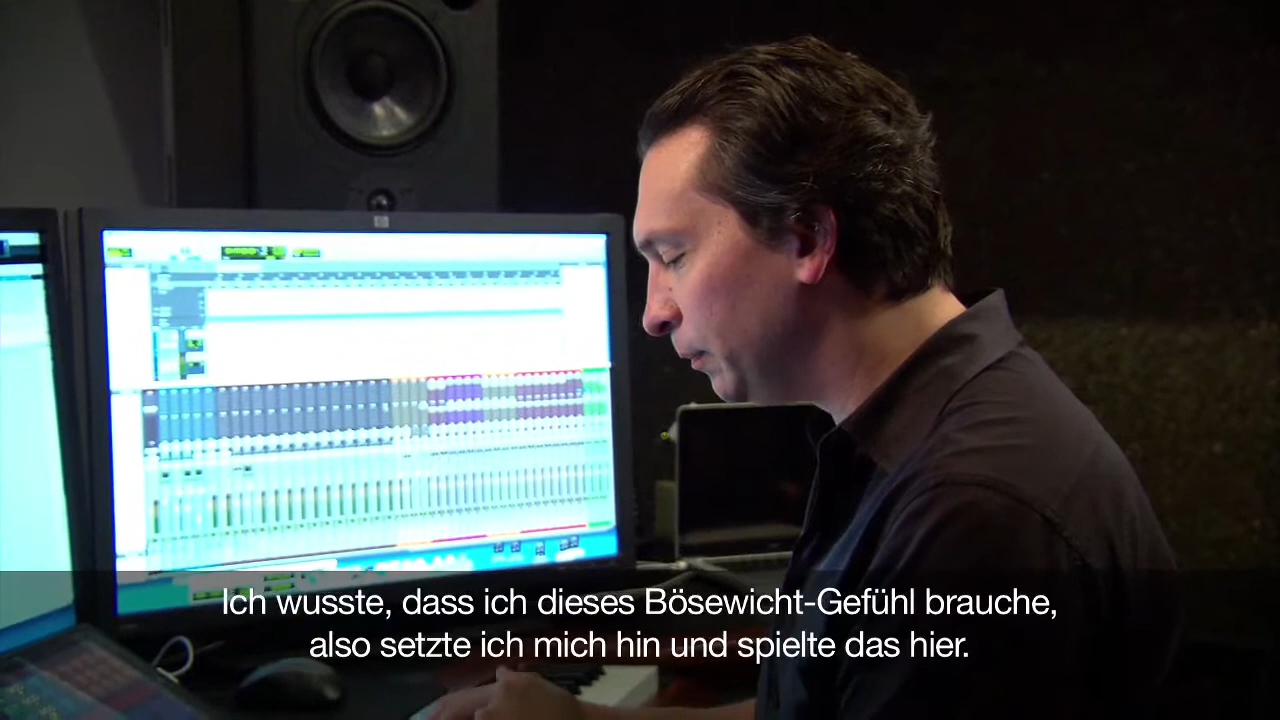 Ich wusste, dass ich dieses Bösewicht-Gefühl brauche,
also setzte ich mich hin und spielte das hier.